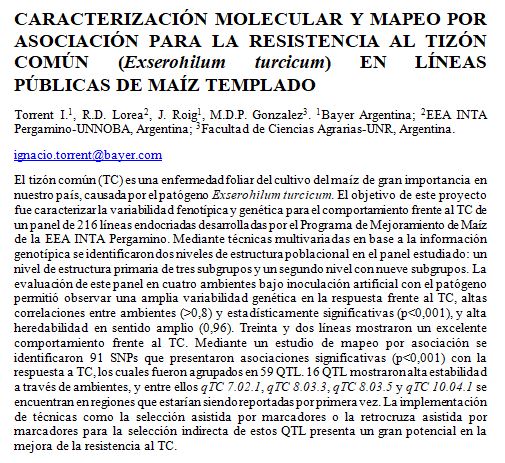 CARACTERIZACIÓN MOLECULAR Y MAPEO POR
ASOCIACIÓN PARA LA RESISTENCIA AL TIZÓN
COMÚN (Exserohilum turcicum) EN LÍNEAS
PÚBLICAS DE MAÍZ TEMPLADO
Torrent I.¹, R.D. Lorea², J. Roig¹, M.D.P. Gonzalez³. ¹Bayer Argentina; ²EEA INTA
Pergamino-UNNOBA, Argentina; ³Facultad de Ciencias Agrarias-UNR, Argentina.
ignacio.torrent@bayer.com
El tizón común (TC) es una enfermedad foliar del cultivo del maíz de gran importancia en
nuestro país, causada por el patógeno Exserohilum turcicum. El objetivo de este proyecto
fue caracterizar la variabilidad fenotípica y genética para el comportamiento frente al TC de
un panel de 216 líneas endocriadas desarrolladas por el Programa de Mejoramiento de Maíz
de la EEA INTA Pergamino. Mediante técnicas multivariadas en base a la información
genotípica se identificaron dos niveles de estructura poblacional en el panel estudiado: un
nivel de estructura primaria de tres subgrupos y un segundo nivel con nueve subgrupos. La
evaluación de este panel en cuatro ambientes bajo inoculación artificial con el patógeno
permitió observar una amplia variabilidad genética en la respuesta frente al TC, altas
correlaciones entre ambientes (>0,8) y estadísticamente significativas (p<0,001), y alta
heredabilidad en sentido amplio (0,96). Treinta y dos líneas mostraron un excelente
comportamiento frente al TC. Mediante un estudio de mapeo por asociación se
identificaron 91 SNPs que presentaron asociaciones significativas (p<0,001) con la
respuesta a TC, los cuales fueron agrupados en 59 QTL. 16 QTL mostraron alta estabilidad
a través de ambientes, y entre ellos qTC 7.02.1, qTC 8.03.3, qTC 8.03.5 y qTC 10.04.1 se
encuentran en regiones que estarían siendo reportadas por primera vez. La implementación
de técnicas como la selección asistida por marcadores o la retrocruza asistida por
marcadores para la selección indirecta de estos QTL presenta un gran potencial en la
mejora de la resistencia al TC.